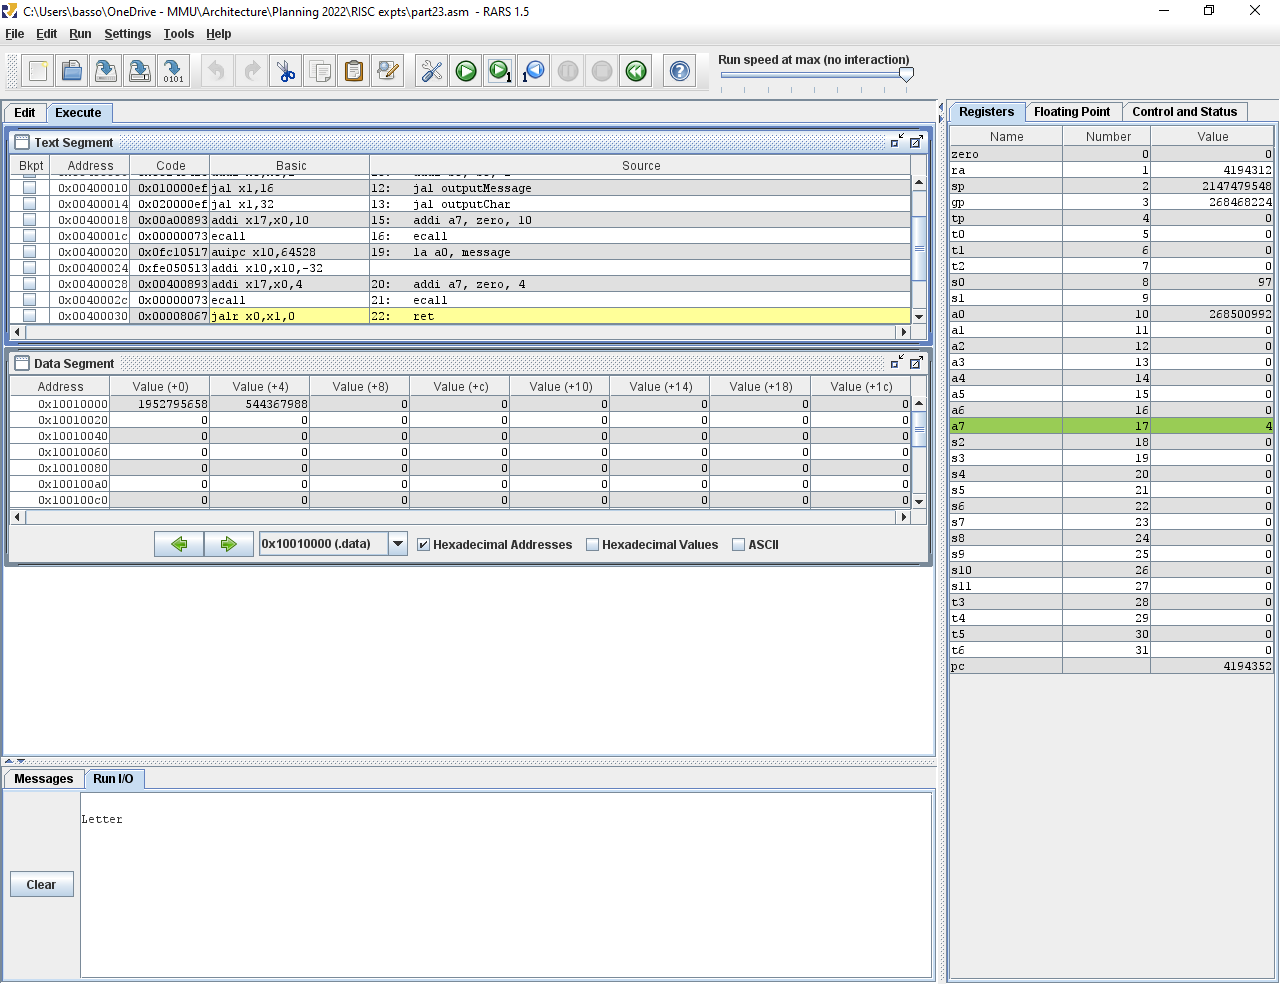 C:\Users\basso\OneDrive - MMU\Architecture\Planning 2022\RISC expts\part23.asm - RARS 1.5
File Edit Run Settings Tools Help
Run speed at max (no interaction)
Edit Execute
Text Segment
Bkpt Address Code Basic Source
0x00400010 0x010000ef jal x1,16 12: jal outputMessage
0x00400014 0x020000ef jal x1,32 13: jal outputChar
0x00400018 0x00a00893 addi x17,x0,10 15: addi a7, zero, 10
0x0040001c 0x00000073 ecall 16: ecall
0x00400020 0x0fc10517 auipc x10,64528 19: la a0, message
0x00400024 0xfe050513 addi x10,x10,-32
0x00400028 0x00400893 addi x17,x0,4 20: addi a7, zero, 4
0x0040002c 0x00000073 ecall 21: ecall
0x00400030 0x00008067 jalr x0,x1,0 22: ret
Data Segment
Address Value (+0) Value (+4) Value (+8) Value (+c) Value (+10) Value (+14) Value (+18) Value (+1c)
0x10010000 1952795658 544367988 0 0 0 0 0 0
0x10010020 0 0 0 0 0 0 0 0
0x10010040 0 0 0 0 0 0 0 0
0x10010060 0 0 0 0 0 0 0 0
0x10010080 0 0 0 0 0 0 0 0
0x100100a0 0 0 0 0 0 0 0 0
0x100100c0 0 0 0 0 0 0 0 0
0x10010000 (.data) Hexadecimal Addresses Hexadecimal Values ASCII
Messages Run I/O
Letter
Clear
Registers Floating Point Control and Status
Name Number Value
zero 0 0
ra 1 4194312
sp 2 2147479548
gp 3 268468224
tp 4 0
t0 5 0
t1 6 0
t2 7 0
s0 8 97
s1 9 0
a0 10 268500992
a1 11 0
a2 12 0
a3 13 0
a4 14 0
a5 15 0
a6 16 0
a7 17 4
s2 18 0
s3 19 0
s4 20 0
s5 21 0
s6 22 0
s7 23 0
s8 24 0
s9 25 0
s10 26 0
s11 27 0
t3 28 0
t4 29 0
t5 30 0
t6 31 0
pc 4194352